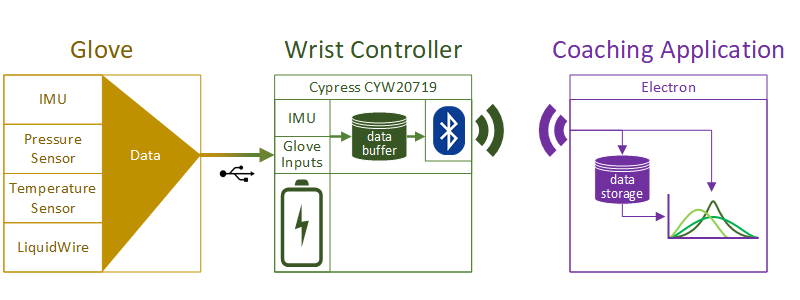 Glove
Wrist Controller
Coaching Application
IMU
Pressure
Sensor
Temperature
Sensor
LiquidWire
Data
Cypress CYW20719
IMU
Glove
Inputs
data
buffer
Electron
data
storage